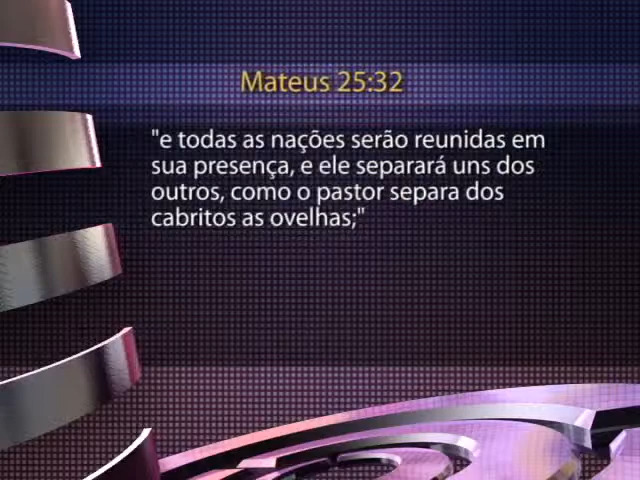 Mateus 25:32
"e todas as nações serão reunidas em
sua presença, e ele separará uns dos
outros, como o pastor separa dos
cabritos as ovelhas;"